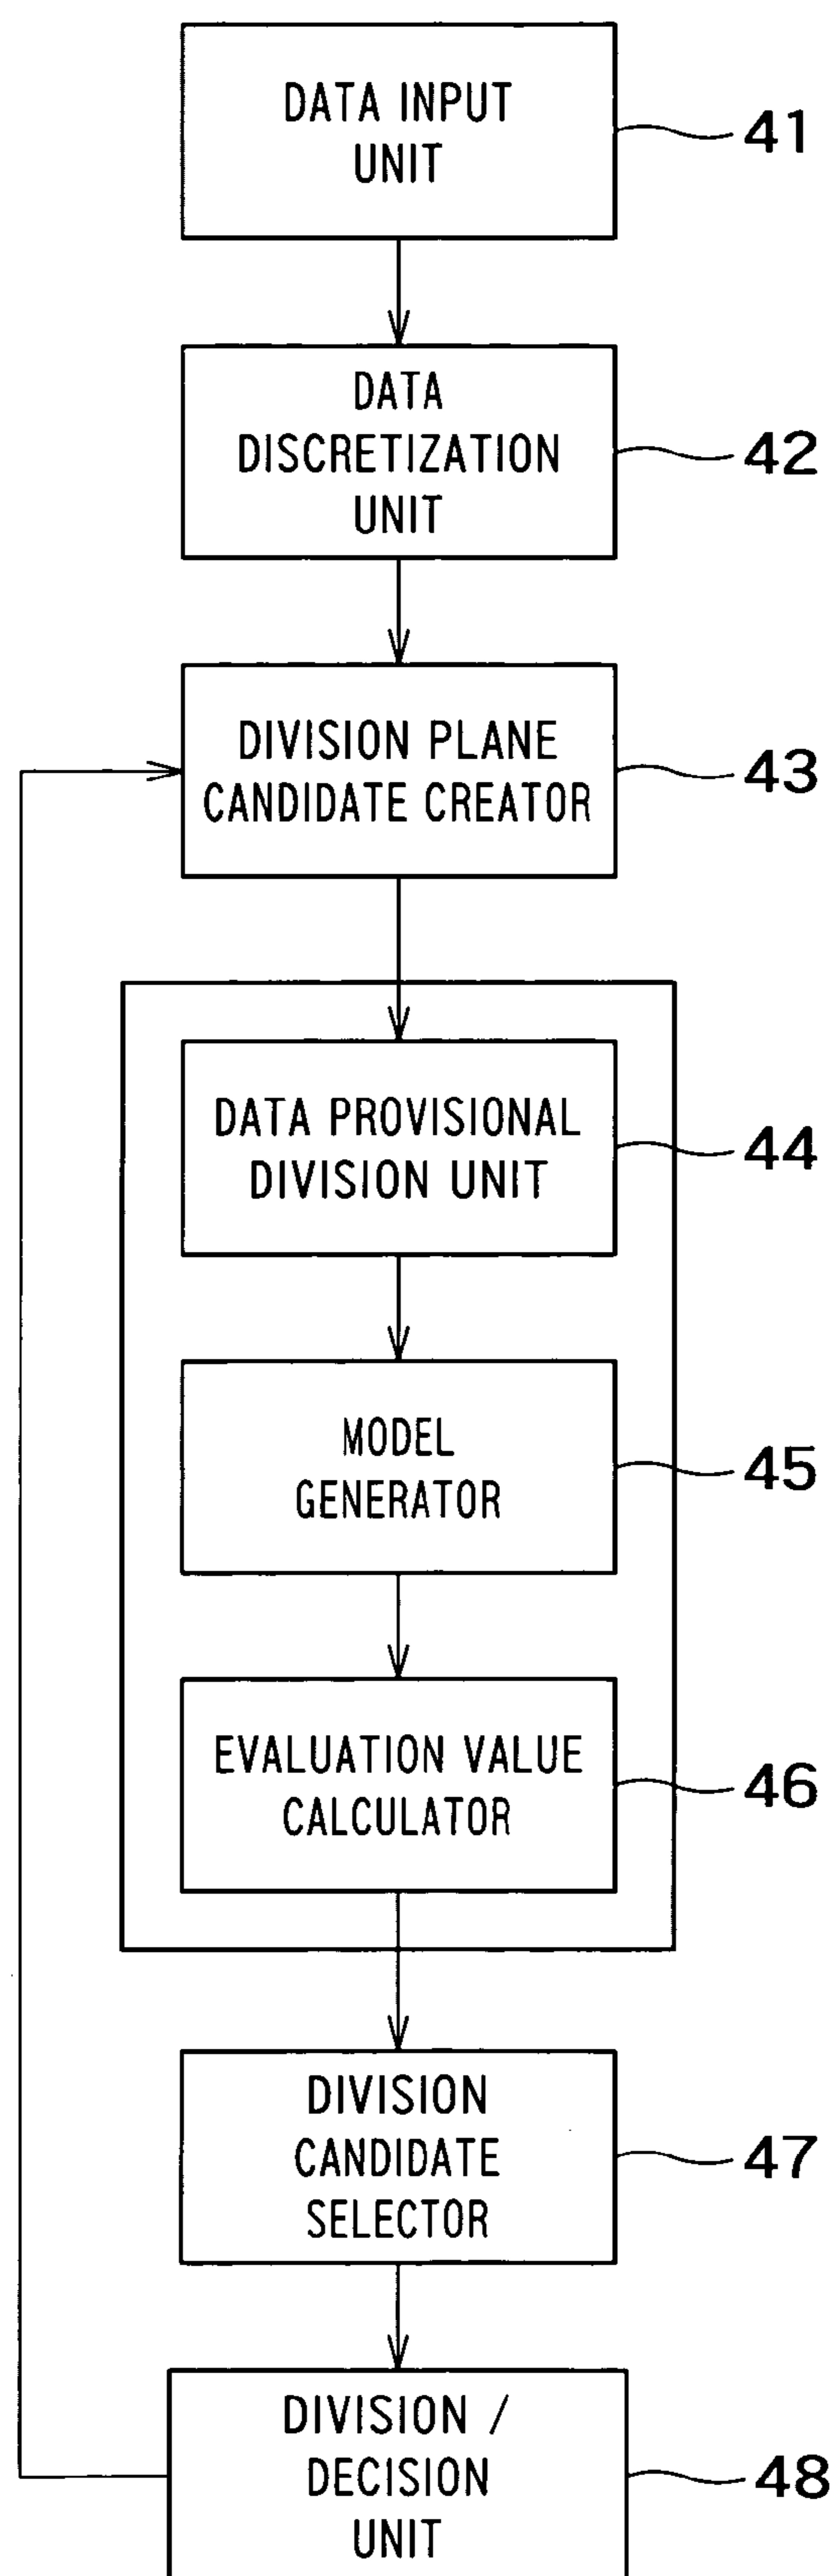 DATA INPUT
UNIT
41
DATA
DISCRETIZATION
UNIT
42
DIVISION PLANE
CANDIDATE CREATOR
43
DATA PROVISIONAL
DIVISION UNIT
44
MODEL
GENERATOR
45
EVALUATION VALUE
CALCULATOR
46
DIVISION
CANDIDATE
SELECTOR
47
DIVISION /
DECISION
UNIT
48